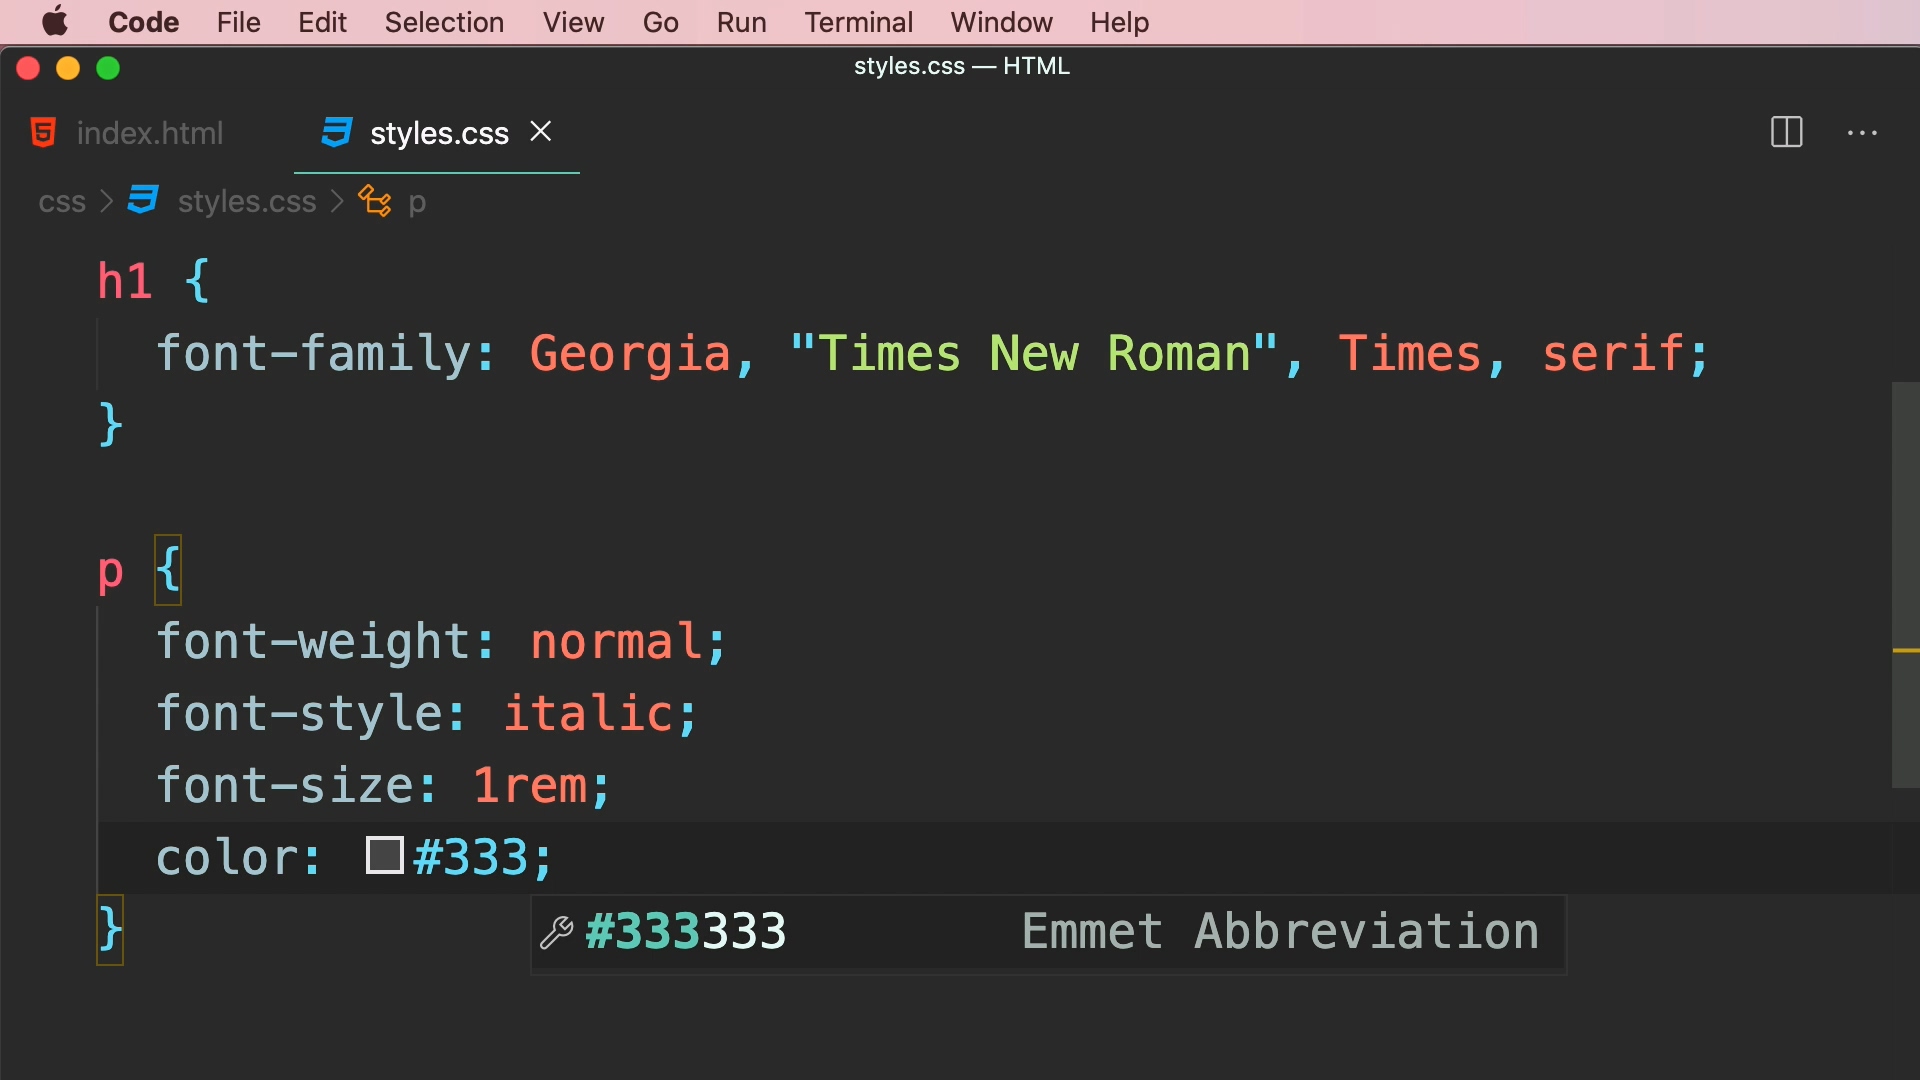 Code File Edit Selection View Go Run Terminal Window Help
styles.css — HTML
index.html styles.css
css > styles.css > p
h1 {
font-family: Georgia, "Times New Roman", Times, serif;
}
p {
font-weight: normal;
font-style: italic;
font-size: 1rem;
color: #333;
}
#333333 Emmet Abbreviation